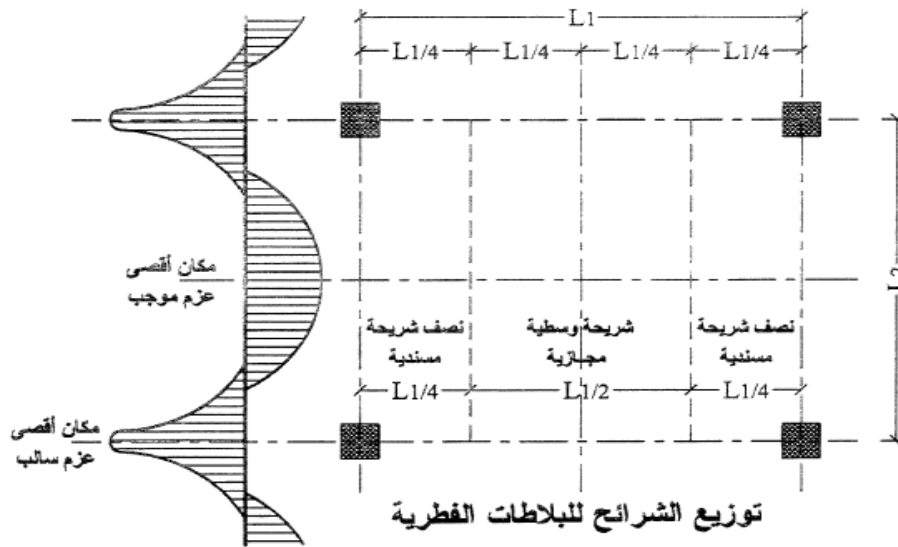 L1
L1/4 L1/4 L1/4 L1/4
L2
مكان أقصى
عزم موجب
نصف شريحة
مسندية
شريحة وسطية
مجازية
نصف شريحة
مسندية
L1/4 L1/2 L1/4
مكان أقصى
عزم سالب
توزيع الشرائح للبلاطات الفطرية